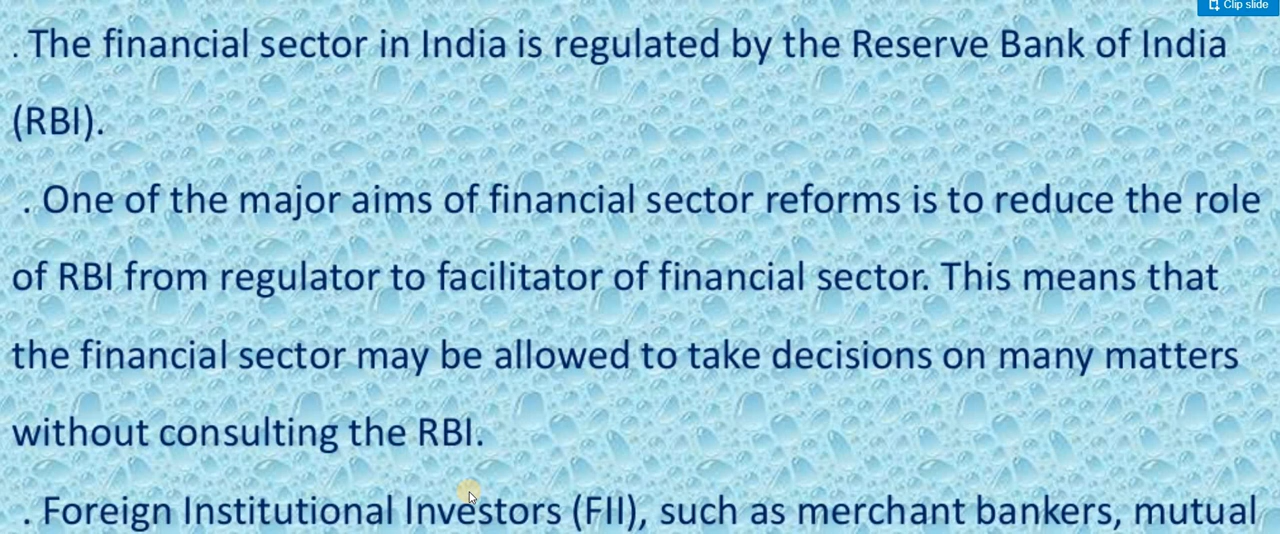 Clip slide
. The financial sector in India is regulated by the Reserve Bank of India
(RBI).
. One of the major aims of financial sector reforms is to reduce the role
of RBI from regulator to facilitator of financial sector. This means that
the financial sector may be allowed to take decisions on many matters
without consulting the RBI.
. Foreign Institutional Investors (FII), such as merchant bankers, mutual